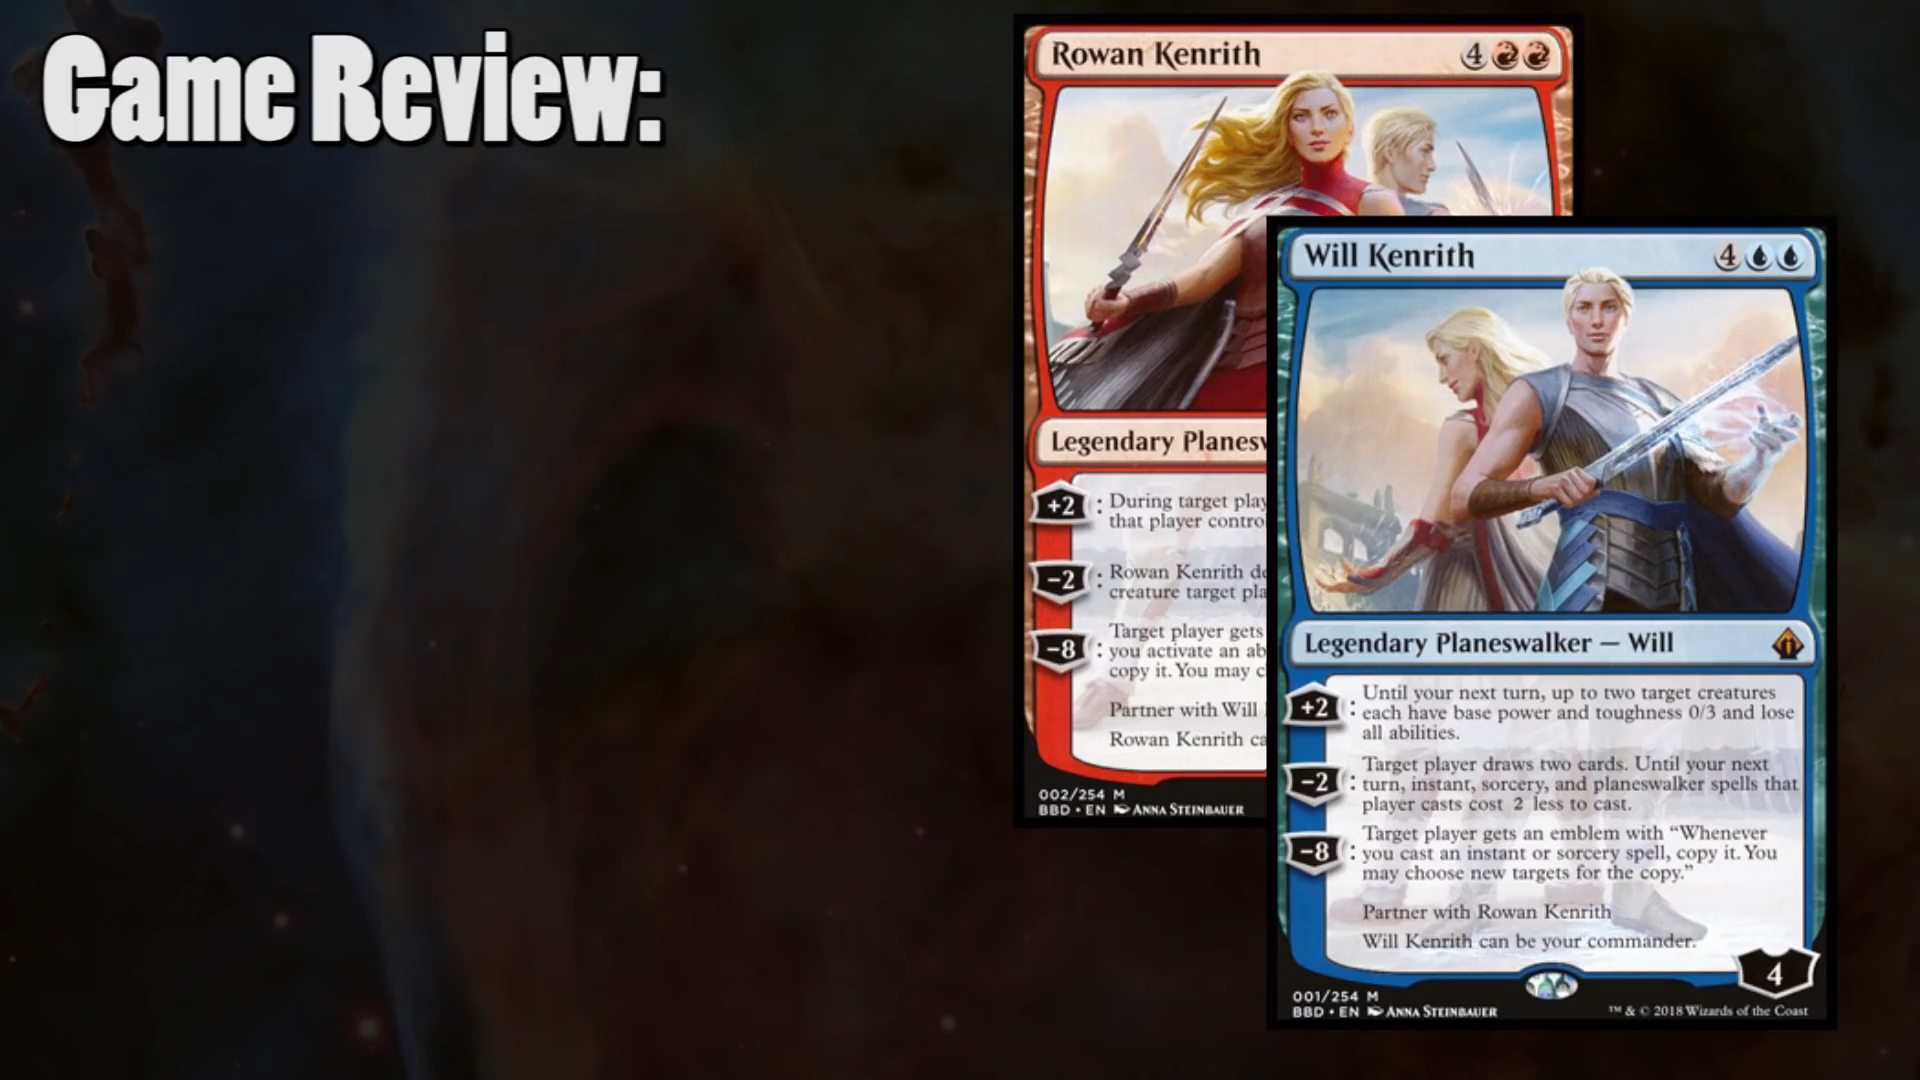 Game Review:
Rowan Kenrith 4
Legendary Planesw
+2 : During target play
that player contro
-2 : Rowan Kenrith de
creature target pla
Target player gets
-8 : you activate an ab
copy it. You may c
Partner with Will
Rowan Kenrith ca
002/254 M
BBD • EN Anna Steinbauer
Will Kenrith 4
Legendary Planeswalker — Will
Until your next turn, up to two target creatures
+2 : each have base power and toughness 0/3 and lose
all abilities.
Target player draws two cards. Until your next
-2 : turn, instant, sorcery, and planeswalker spells that
player casts cost 2 less to cast.
Target player gets an emblem with “Whenever
-8 : you cast an instant or sorcery spell, copy it. You
may choose new targets for the copy.”
Partner with Rowan Kenrith
Will Kenrith can be your commander.
4
001/254 M
BBD • EN Anna Steinbauer ™ & © 2018 Wizards of the Coast